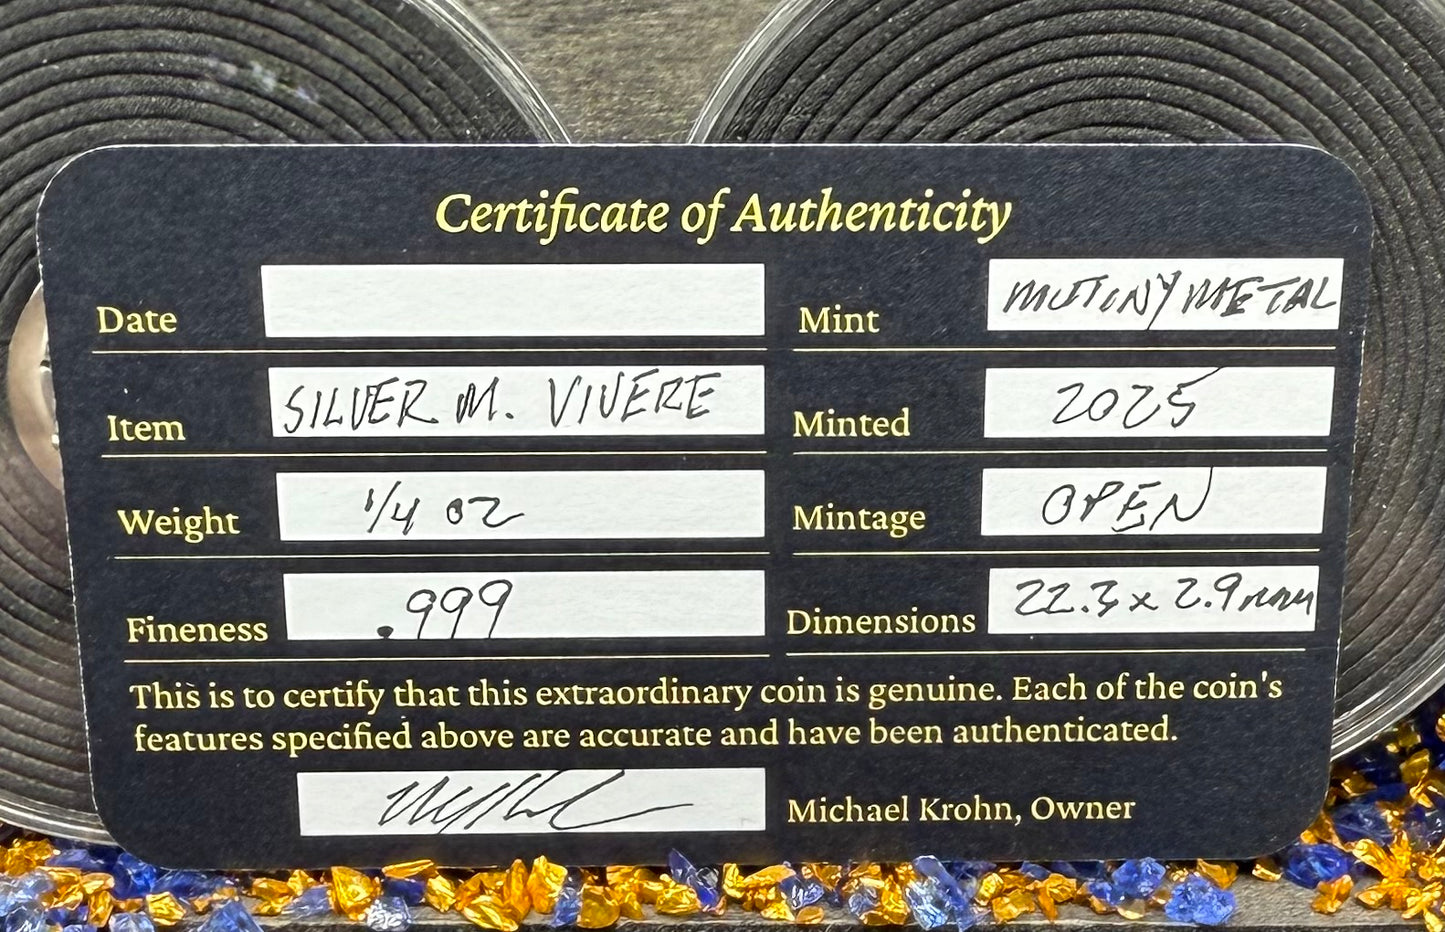 Certificate of Authenticity
Date
Mint MUTINY METAL
Item SILVER M. VIVERE
Minted 2025
Weight 1/4 oz
Mintage OPEN
Fineness .999
Dimensions 22.3 x 2.9mm
This is to certify that this extraordinary coin is genuine. Each of the coin's
features specified above are accurate and have been authenticated.
Michael Krohn, Owner